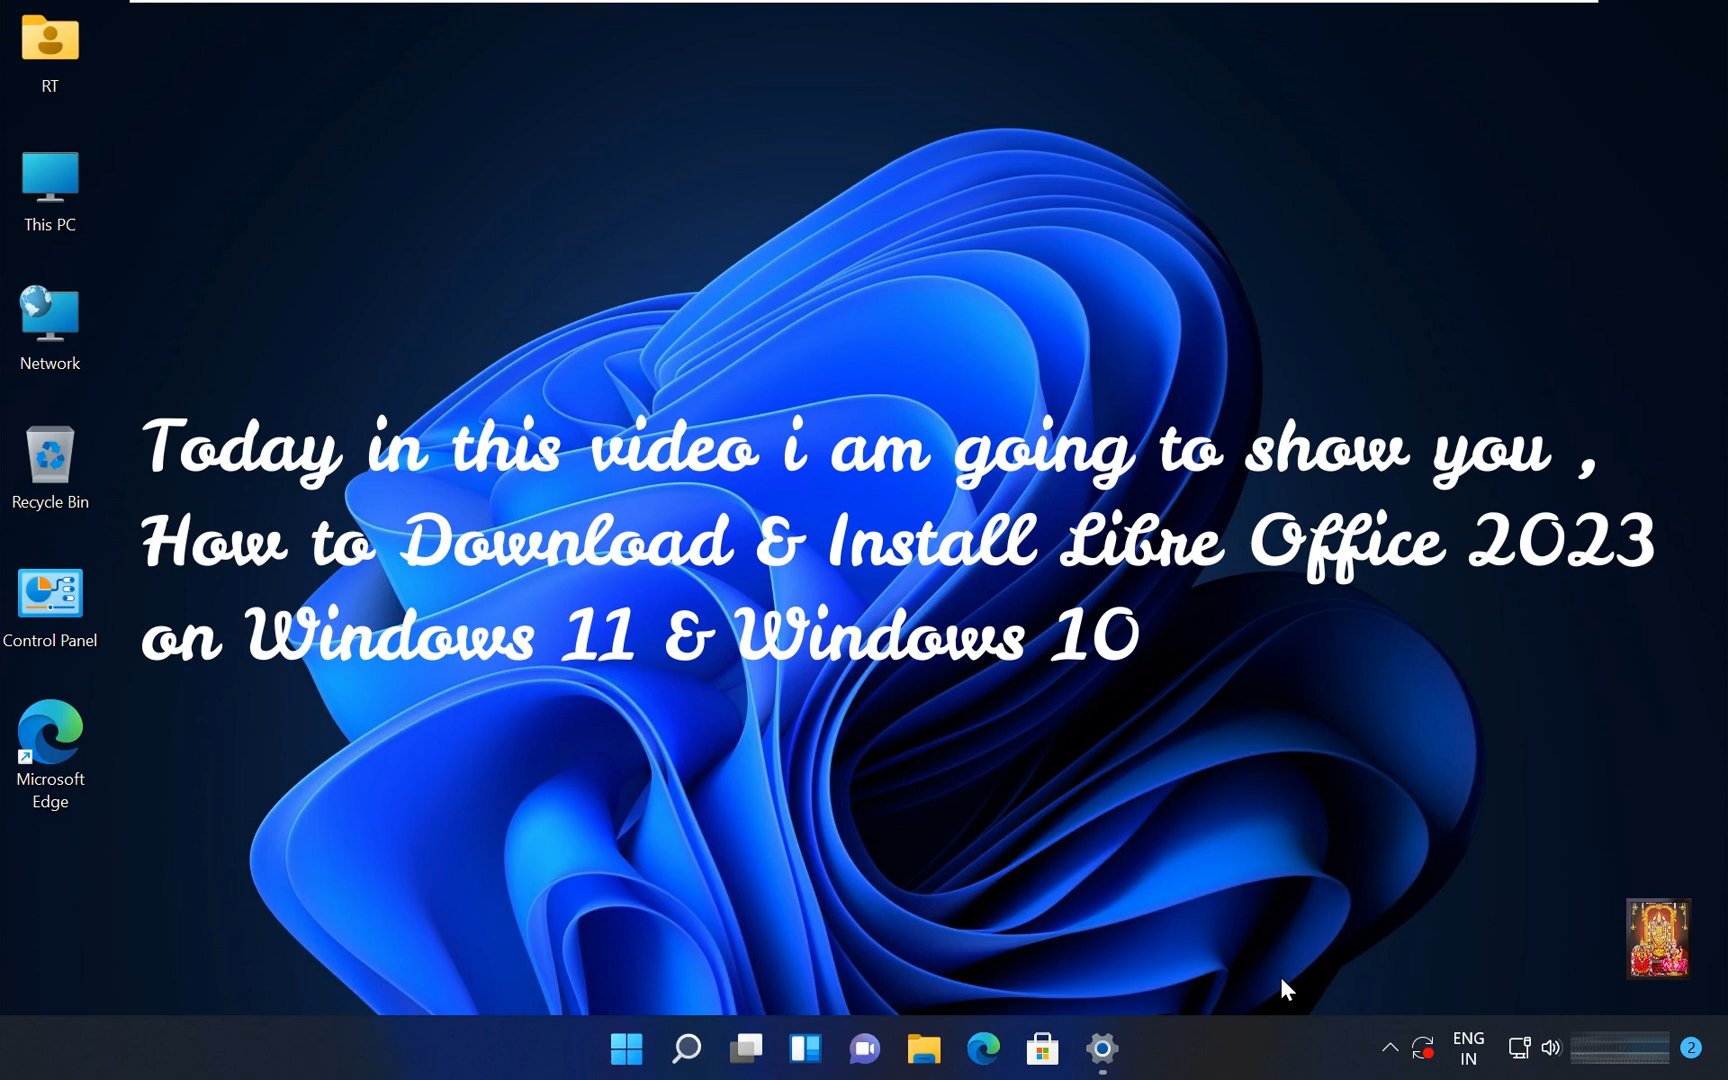 RT
This PC
Network
Recycle Bin
Control Panel
Microsoft
Edge
Today in this video i am going to show you ,
How to Download & Install Libre Office 2023
on Windows 11 & Windows 10
ENG
IN
2